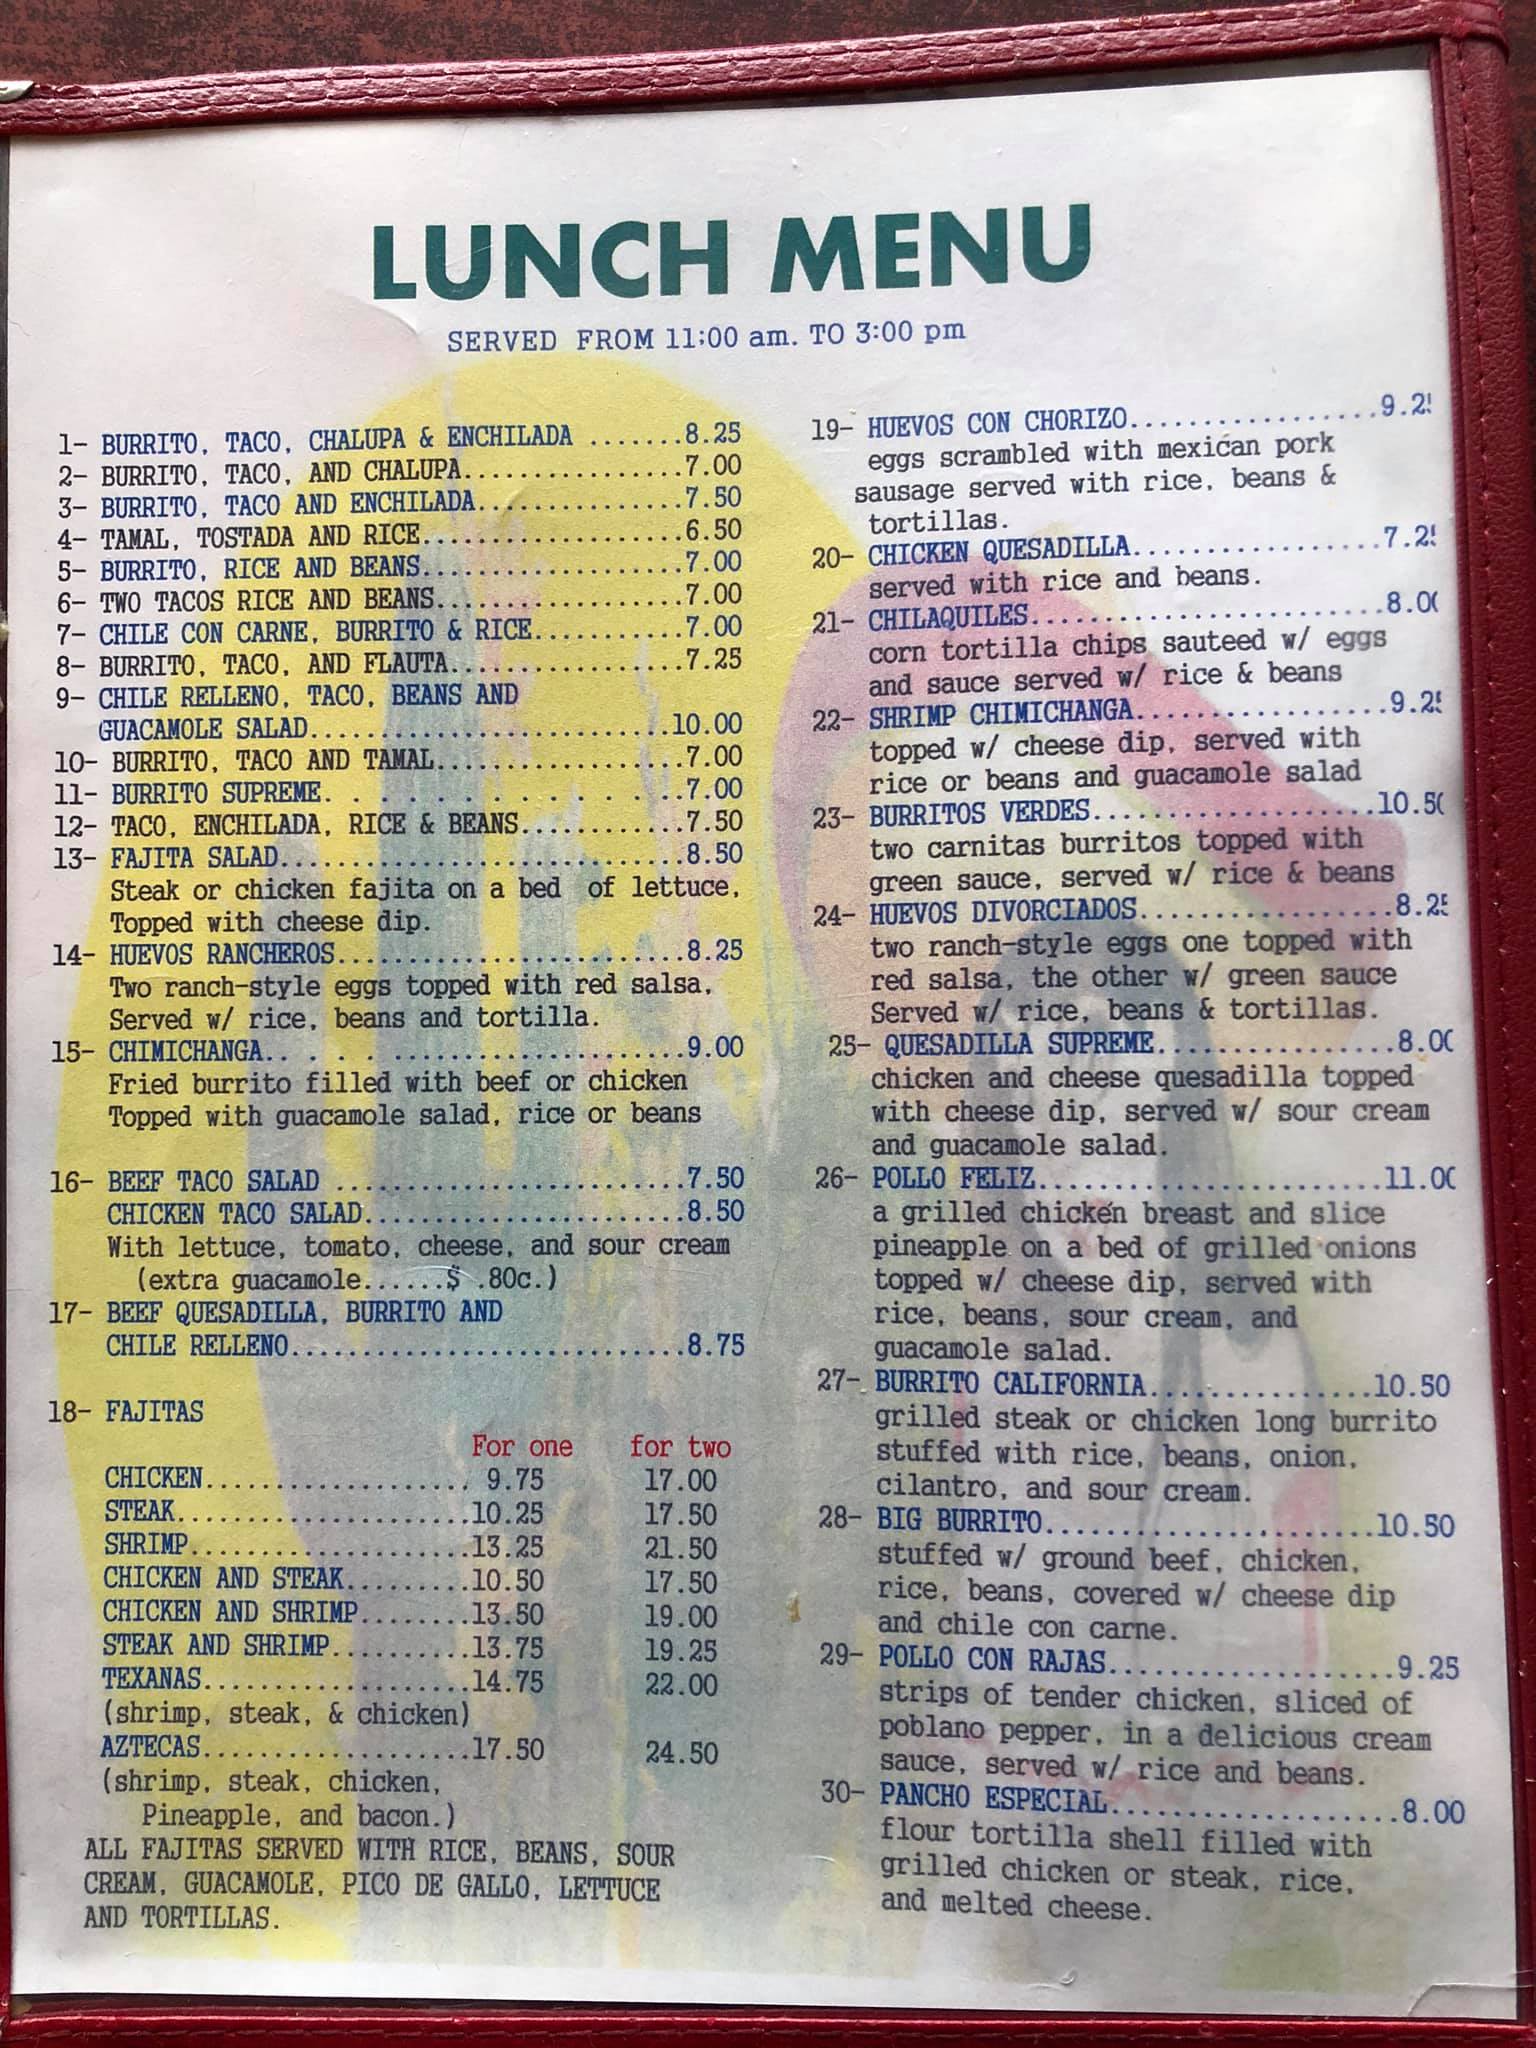 LUNCH MENU
SERVED FROM 11:00 am. TO 3:00 pm
1- BURRITO, TACO, CHALUPA & ENCHILADA .......8.25
2- BURRITO, TACO, AND CHALUPA................7.00
3- BURRITO, TACO AND ENCHILADA...............7.50
4- TAMAL, TOSTADA AND RICE...................6.50
5- BURRITO, RICE AND BEANS...................7.00
6- TWO TACOS RICE AND BEANS..................7.00
7- CHILE CON CARNE, BURRITO & RICE...........7.00
8- BURRITO, TACO, AND FLAUTA.................7.25
9- CHILE RELLENO, TACO, BEANS AND
GUACAMOLE SALAD..........................10.00
10- BURRITO, TACO AND TAMAL..................7.00
11- BURRITO SUPREME. . . . . . . . . . . ....7.00
12- TACO, ENCHILADA, RICE & BEANS............7.50
13- FAJITA SALAD.............................8.50
Steak or chicken fajita on a bed of lettuce,
Topped with cheese dip.
14- HUEVOS RANCHEROS.........................8.25
Two ranch-style eggs topped with red salsa,
Served w/ rice, beans and tortilla.
15- CHIMICHANGA.. . . . .....................9.00
Fried burrito filled with beef or chicken
Topped with guacamole salad, rice or beans
16- BEEF TACO SALAD .........................7.50
CHICKEN TACO SALAD.......................8.50
With lettuce, tomato, cheese, and sour cream
(extra guacamole......$ .80c.)
17- BEEF QUESADILLA, BURRITO AND
CHILE RELLENO............................8.75
18- FAJITAS
For one for two
CHICKEN.................... 9.75 17.00
STEAK.......................10.25 17.50
SHRIMP......................13.25 21.50
CHICKEN AND STEAK.........10.50 17.50
CHICKEN AND SHRIMP........13.50 19.00
STEAK AND SHRIMP..........13.75 19.25
TEXANAS.....................14.75 22.00
(shrimp, steak, & chicken)
AZTECAS.....................17.50 24.50
(shrimp, steak, chicken,
Pineapple, and bacon.)
ALL FAJITAS SERVED WITH RICE, BEANS, SOUR
CREAM, GUACAMOLE, PICO DE GALLO, LETTUCE
AND TORTILLAS.
19- HUEVOS CON CHORIZO..................
eggs scrambled with mexican pork
sausage served with rice, beans &
tortillas.
20- CHICKEN QUESADILLA..................
served with rice and beans.
21- CHILAQUILES.........................
corn tortilla chips sauteed w/ eggs
and sauce served w/ rice & beans
22- SHRIMP CHIMICHANGA..................
topped w/ cheese dip, served with
rice or beans and guacamole salad
23- BURRITOS VERDES.....................
two carnitas burritos topped with
green sauce, served w/ rice & beans
24- HUEVOS DIVORCIADOS..................
two ranch-style eggs one topped with
red salsa, the other w/ green sauce
Served w/ rice, beans & tortillas.
25- QUESADILLA SUPREME..................
chicken and cheese quesadilla topped
with cheese dip, served w/ sour cream
and guacamole salad.
26- POLLO FELIZ.........................
a grilled chicken breast and slice
pineapple on a bed of grilled onions
topped w/ cheese dip, served with
rice, beans, sour cream, and
guacamole salad.
27- BURRITO CALIFORNIA................10.50
grilled steak or chicken long burrito
stuffed with rice, beans, onion,
cilantro, and sour cream.
28- BIG BURRITO........................10.50
stuffed w/ ground beef, chicken,
rice, beans, covered w/ cheese dip
and chile con carne.
29- POLLO CON RAJAS.....................9.25
strips of tender chicken, sliced of
poblano pepper, in a delicious cream
sauce, served w/ rice and beans.
30- PANCHO ESPECIAL.....................8.00
flour tortilla shell filled with
grilled chicken or steak, rice,
and melted cheese.